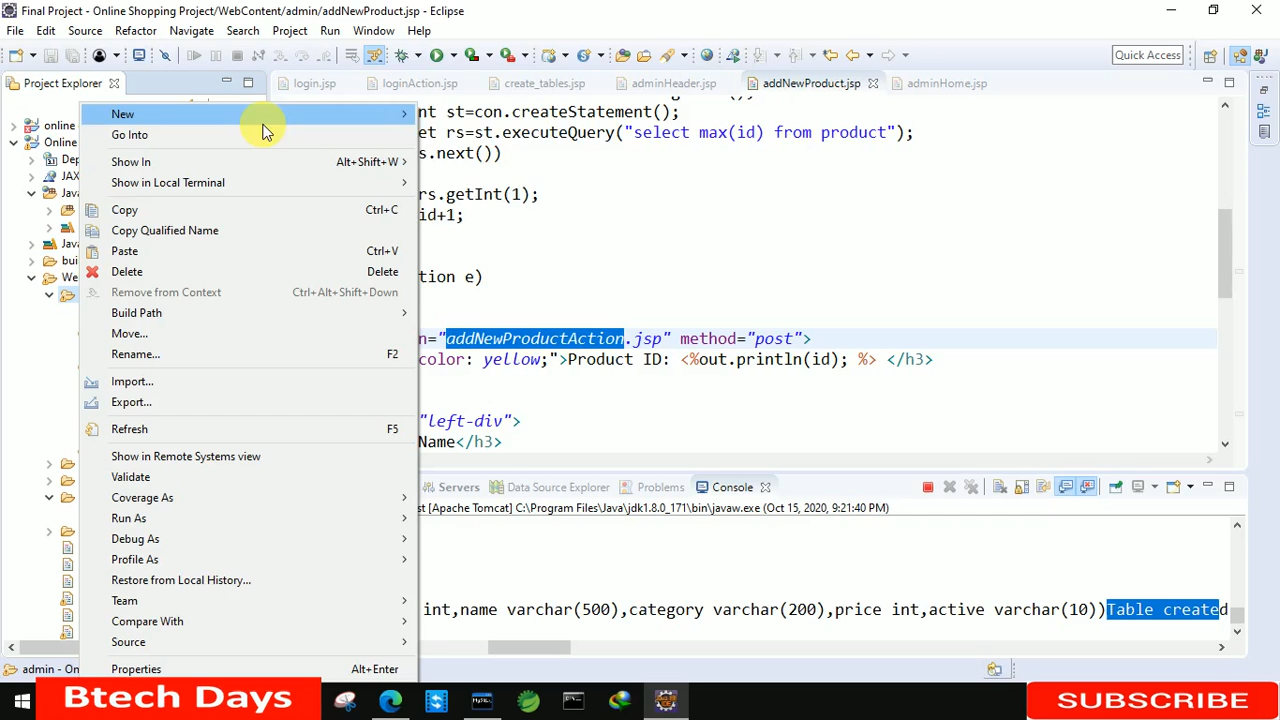 Final Project - Online Shopping Project/WebContent/admin/addNewProduct.jsp - Eclipse
File Edit Source Refactor Navigate Search Project Run Window Help
Quick Access
Project Explorer
login.jsp loginAction.jsp create_tables.jsp adminHeader.jsp addNewProduct.jsp adminHome.jsp
online
Online
Dep
JAX
Java
Java
bui
We
New
Go Into
Show In Alt+Shift+W
Show in Local Terminal
Copy Ctrl+C
Copy Qualified Name
Paste Ctrl+V
Delete Delete
Remove from Context Ctrl+Alt+Shift+Down
Build Path
Move...
Rename... F2
Import...
Export...
Refresh F5
Show in Remote Systems view
Validate
Coverage As
Run As
Debug As
Profile As
Restore from Local History...
Team
Compare With
Source
Properties Alt+Enter
nt st=con.createStatement();
et rs=st.executeQuery("select max(id) from product");
s.next())
rs.getInt(1);
id+1;
tion e)
n="addNewProductAction.jsp" method="post">
color: yellow;">Product ID: <%out.println(id); %> </h3>
"left-div">
Name</h3>
Servers Data Source Explorer Problems Console
st [Apache Tomcat] C:\Program Files\Java\jdk1.8.0_171\bin\javaw.exe (Oct 15, 2020, 9:21:40 PM)
int,name varchar(500),category varchar(200),price int,active varchar(10))Table created
admin - On
Btech Days
SUBSCRIBE